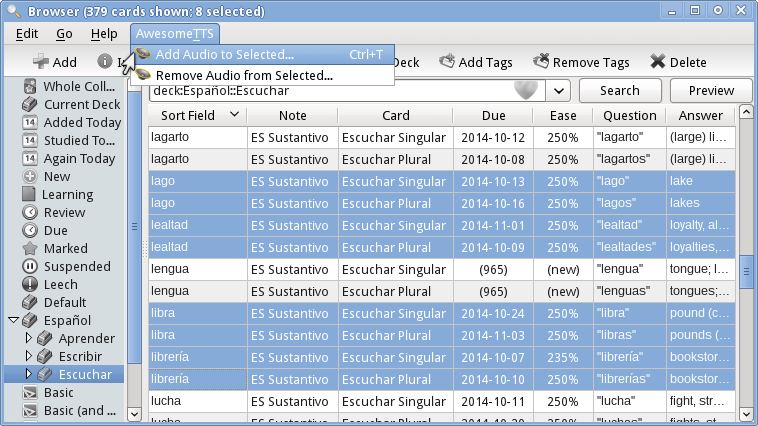 Browser (379 cards shown; 8 selected)
Edit Go Help AwesomeTTS
Add Audio to Selected... Ctrl+T
Add Add Tags Remove Tags Delete
Remove Audio from Selected...
Whole Coll... deck:Español::Escuchar Search Preview
Current Deck
Added Today Sort Field Note Card Due Ease Question Answer
Studied To... lagarto ES Sustantivo Escuchar Singular 2014-10-12 250% "lagarto" (large) li...
Again Today lagarto ES Sustantivo Escuchar Plural 2014-10-08 250% "lagartos" (large) li...
New lago ES Sustantivo Escuchar Singular 2014-10-13 250% "lago" lake
Learning lago ES Sustantivo Escuchar Plural 2014-10-16 250% "lagos" lakes
Review lealtad ES Sustantivo Escuchar Singular 2014-11-01 250% "lealtad" loyalty, al...
Due lealtad ES Sustantivo Escuchar Plural 2014-10-09 250% "lealtades" loyalties,...
Marked
Suspended lengua ES Sustantivo Escuchar Singular (965) (new) "lengua" tongue; l...
Leech lengua ES Sustantivo Escuchar Plural (965) (new) "lenguas" tongues;...
Default libra ES Sustantivo Escuchar Singular 2014-10-24 250% "libra" pound (c...
Español libra ES Sustantivo Escuchar Plural 2014-11-03 250% "libras" pounds (...
Aprender
Escribir librería ES Sustantivo Escuchar Singular 2014-10-07 235% "librería" bookstor...
Escuchar librería ES Sustantivo Escuchar Plural 2014-10-10 250% "librerías" bookstor...
Basic lucha ES Sustantivo Escuchar Singular 2014-10-11 250% "lucha" fight, str...
Basic (and ...